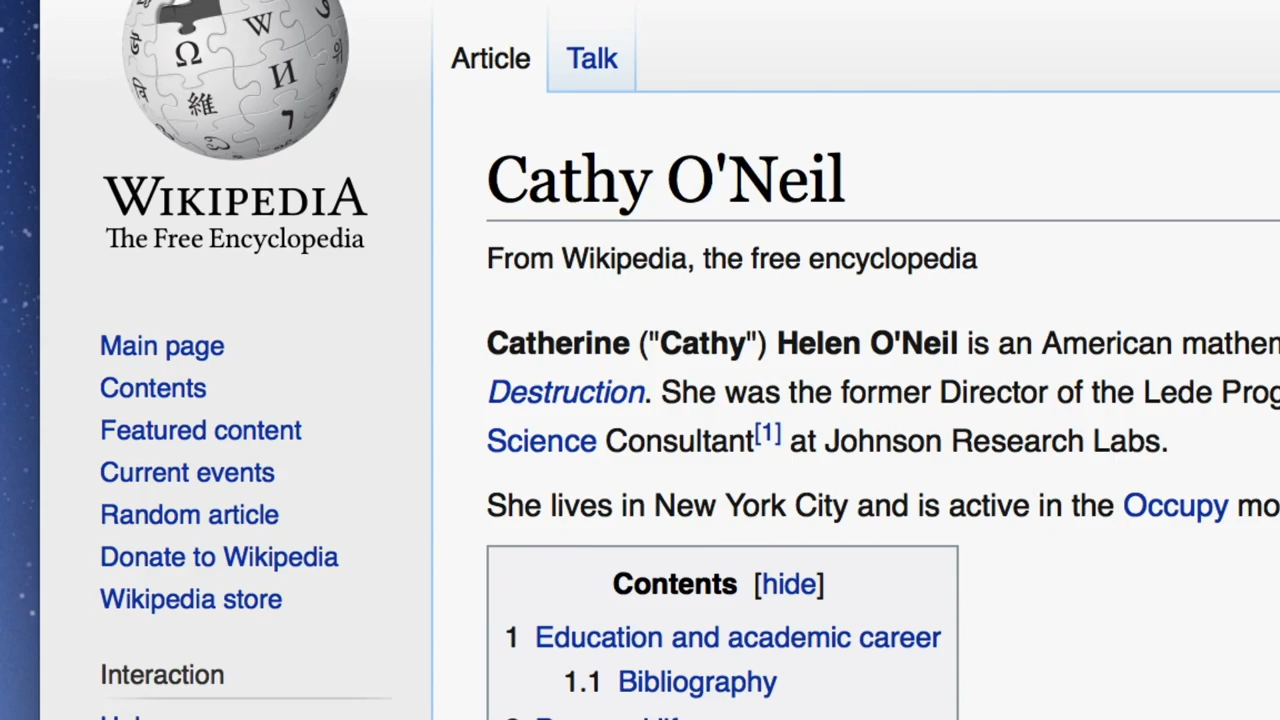 Ω W И 維 7
WIKIPEDIA
The Free Encyclopedia
Main page
Contents
Featured content
Current events
Random article
Donate to Wikipedia
Wikipedia store
Interaction
Article Talk
Cathy O'Neil
From Wikipedia, the free encyclopedia
Catherine ("Cathy") Helen O'Neil is an American
Destruction. She was the former Director of the Lede
Science Consultant[1] at Johnson Research Labs.
She lives in New York City and is active in the Occupy
Contents [hide]
1 Education and academic career
1.1 Bibliography